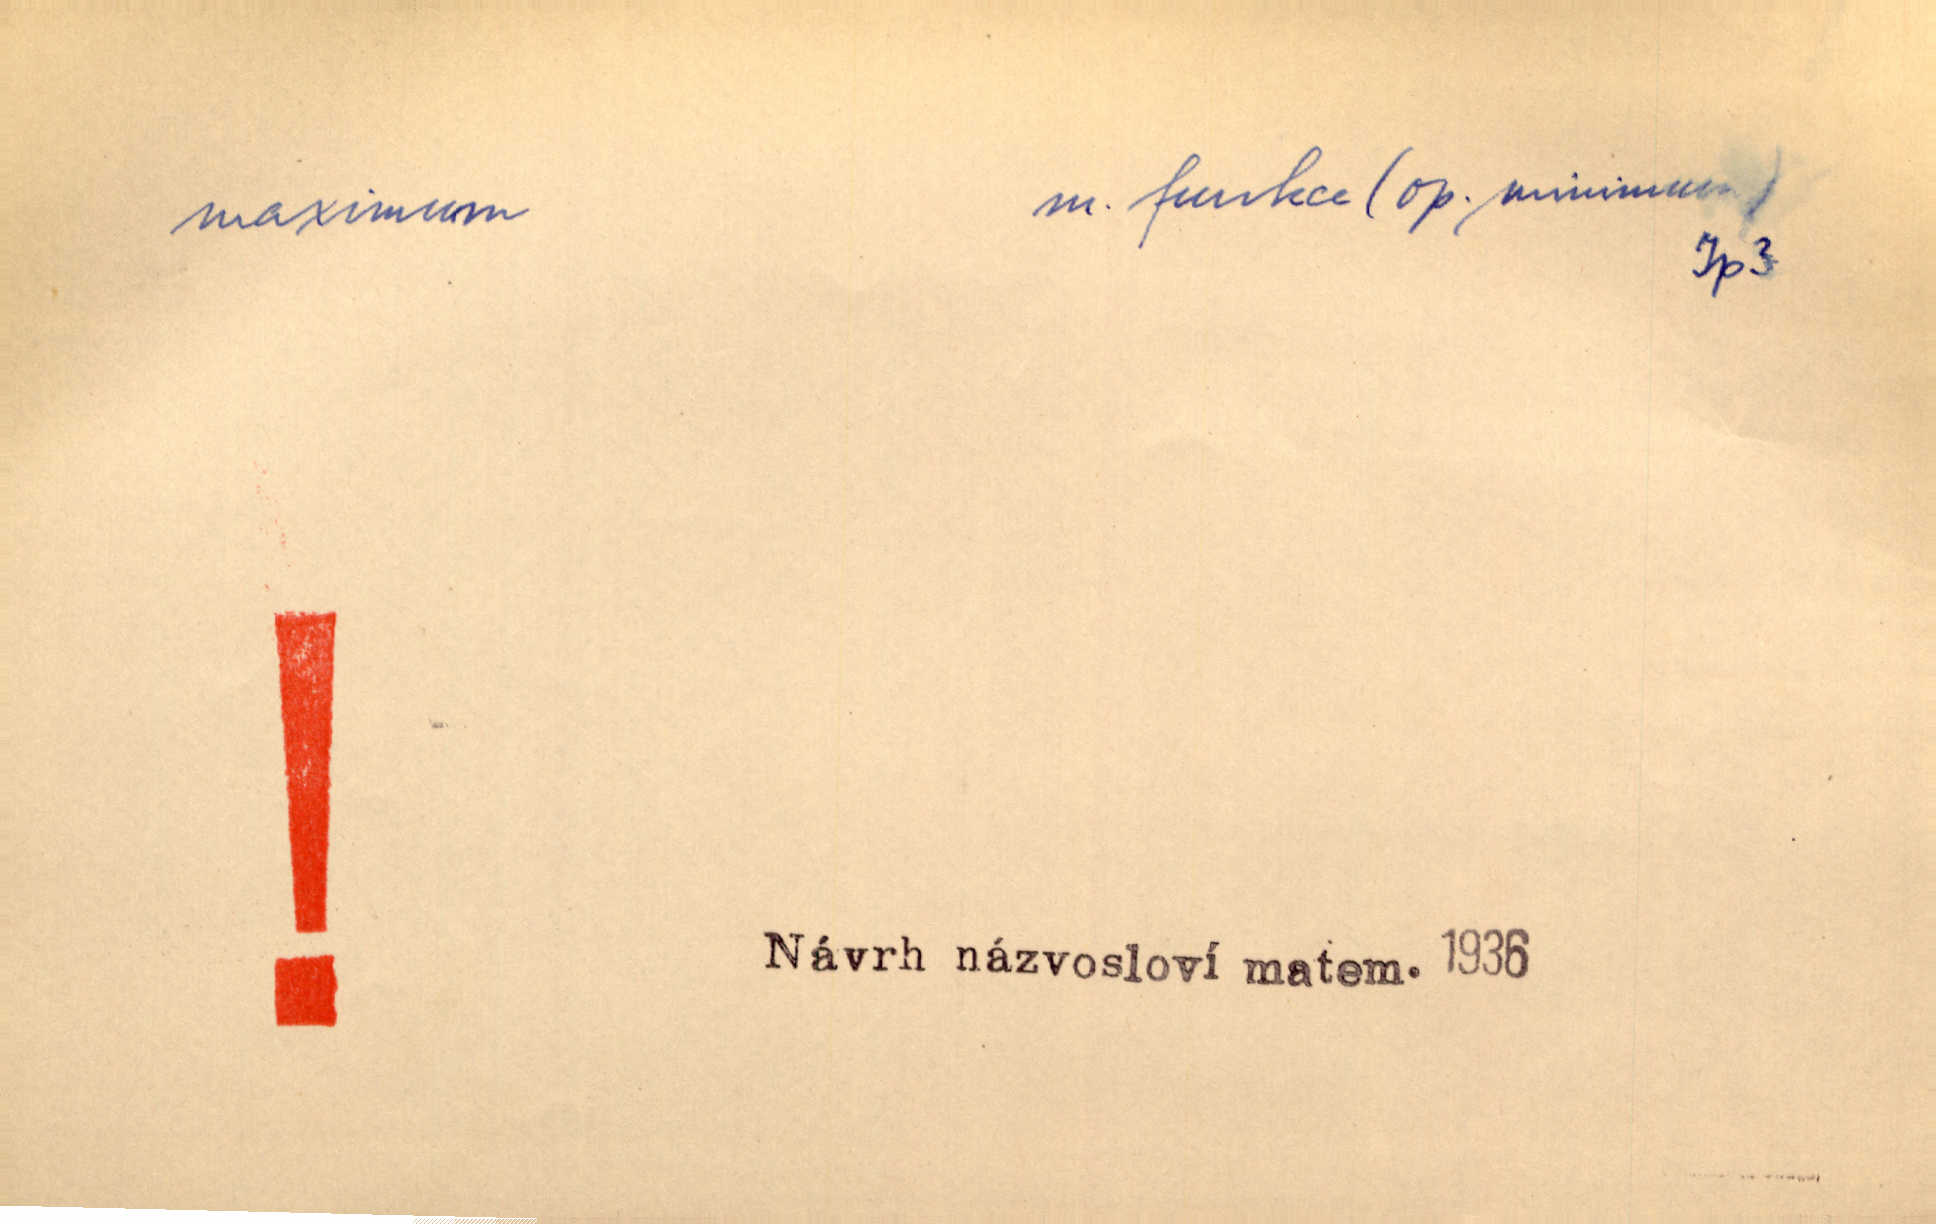 maximum m. funkce (op. minimum)
Jp3
!
Návrh názvosloví matem. 1936